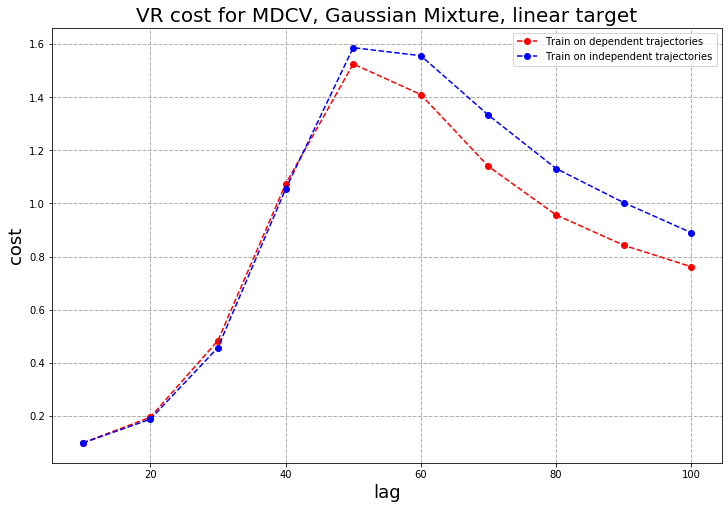 VR cost for MDCV, Gaussian Mixture, linear target
Train on dependent trajectories
Train on independent trajectories
cost
1.6
1.4
1.2
1.0
0.8
0.6
0.4
0.2
20
40
60
80
100
lag